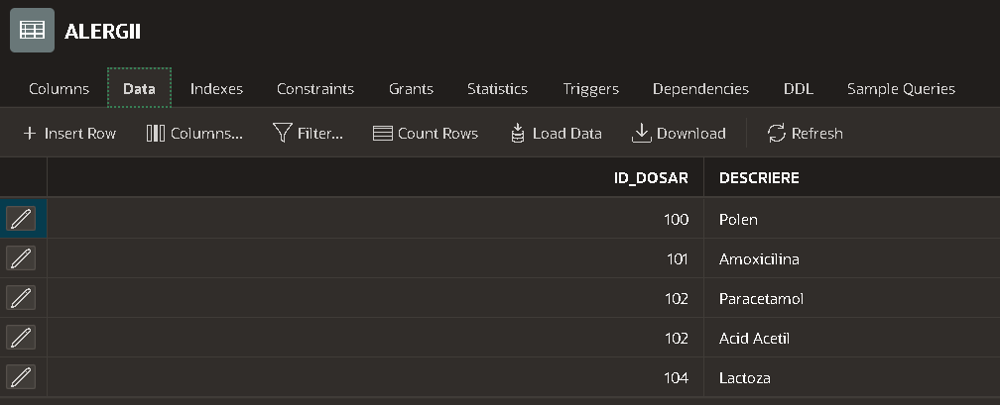 ALERGII
Columns Data Indexes Constraints Grants Statistics Triggers Dependencies DDL Sample Queries
Insert Row Columns... Filter... Count Rows Load Data Download Refresh
ID_DOSAR DESCRIERE
100 Polen
101 Amoxicilina
102 Paracetamol
102 Acid Acetil
104 Lactoza